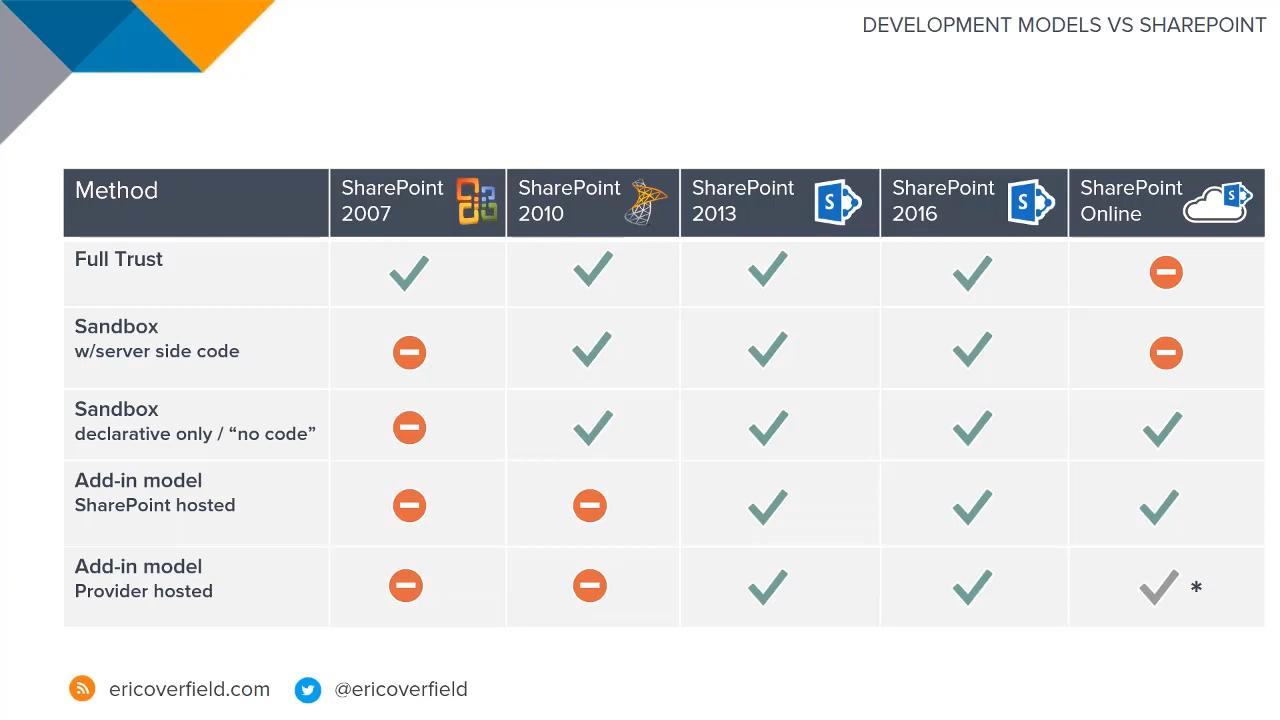 DEVELOPMENT MODELS VS SHAREPOINT
Method
SharePoint
2007
SharePoint
2010
SharePoint
2013
S
SharePoint
2016
S
SharePoint
Online
S
Full Trust
Sandbox
w/server side code
Sandbox
declarative only / “no code”
Add-in model
SharePoint hosted
Add-in model
Provider hosted
*
ericoverfield.com
@ericoverfield